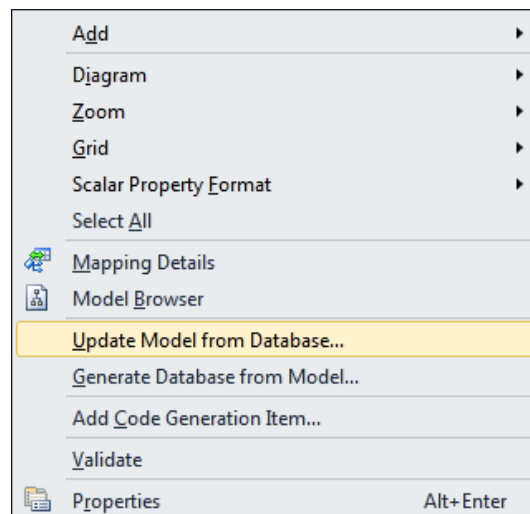 Add
Diagram
Zoom
Grid
Scalar Property Format
Select All
Mapping Details
Model Browser
Update Model from Database...
Generate Database from Model...
Add Code Generation Item...
Validate
Properties Alt+Enter